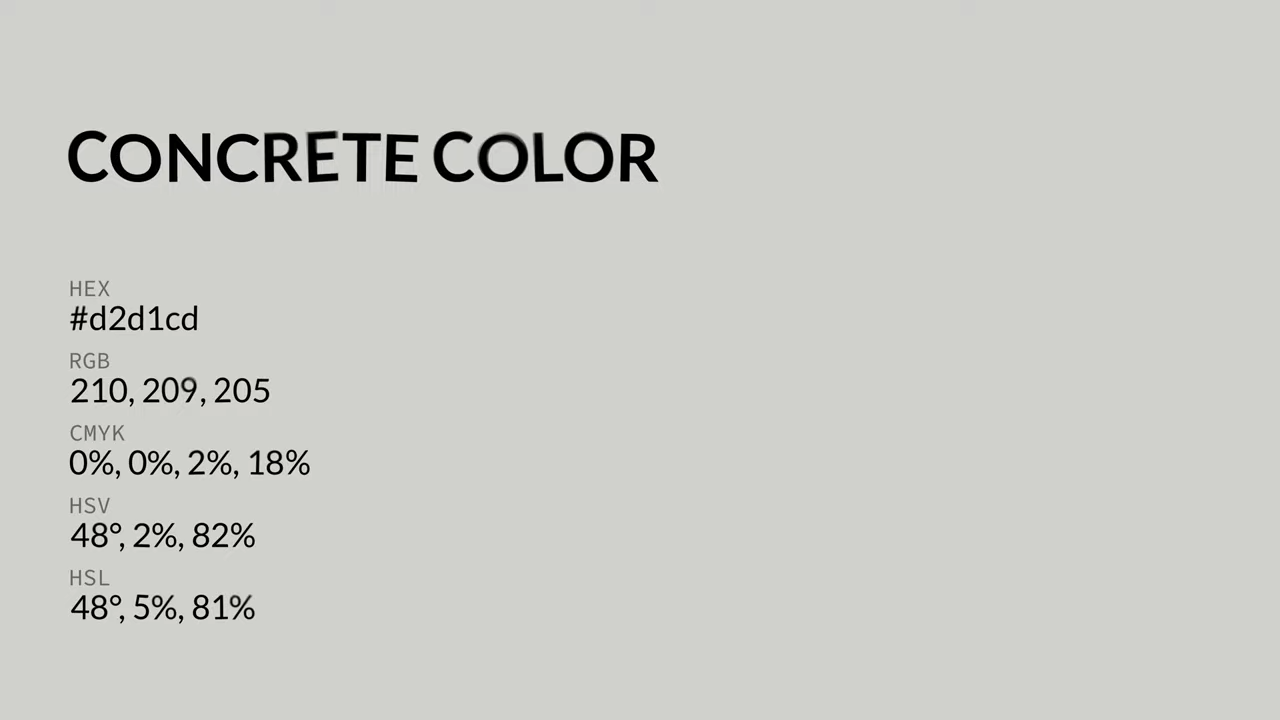 CONCRETE COLOR
HEX
#d2d1cd
RGB
210, 209, 205
CMYK
0%, 0%, 2%, 18%
HSV
48°, 2%, 82%
HSL
48°, 5%, 81%